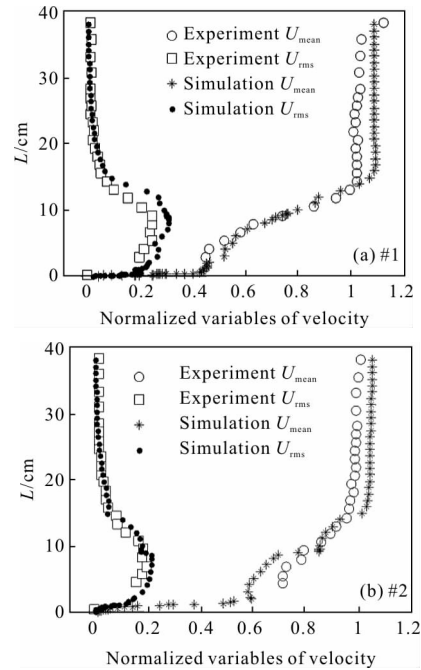 40
Experiment U_mean
Experiment U_rms
30
Simulation U_mean
Simulation U_rms
L/cm
20
10
(a) #1
0
0 0.2 0.4 0.6 0.8 1 1.2
Normalized variables of velocity
40
Experiment U_mean
Experiment U_rms
30
Simulation U_mean
Simulation U_rms
L/cm
20
10
(b) #2
0
0 0.2 0.4 0.6 0.8 1.0 1.2
Normalized variables of velocity